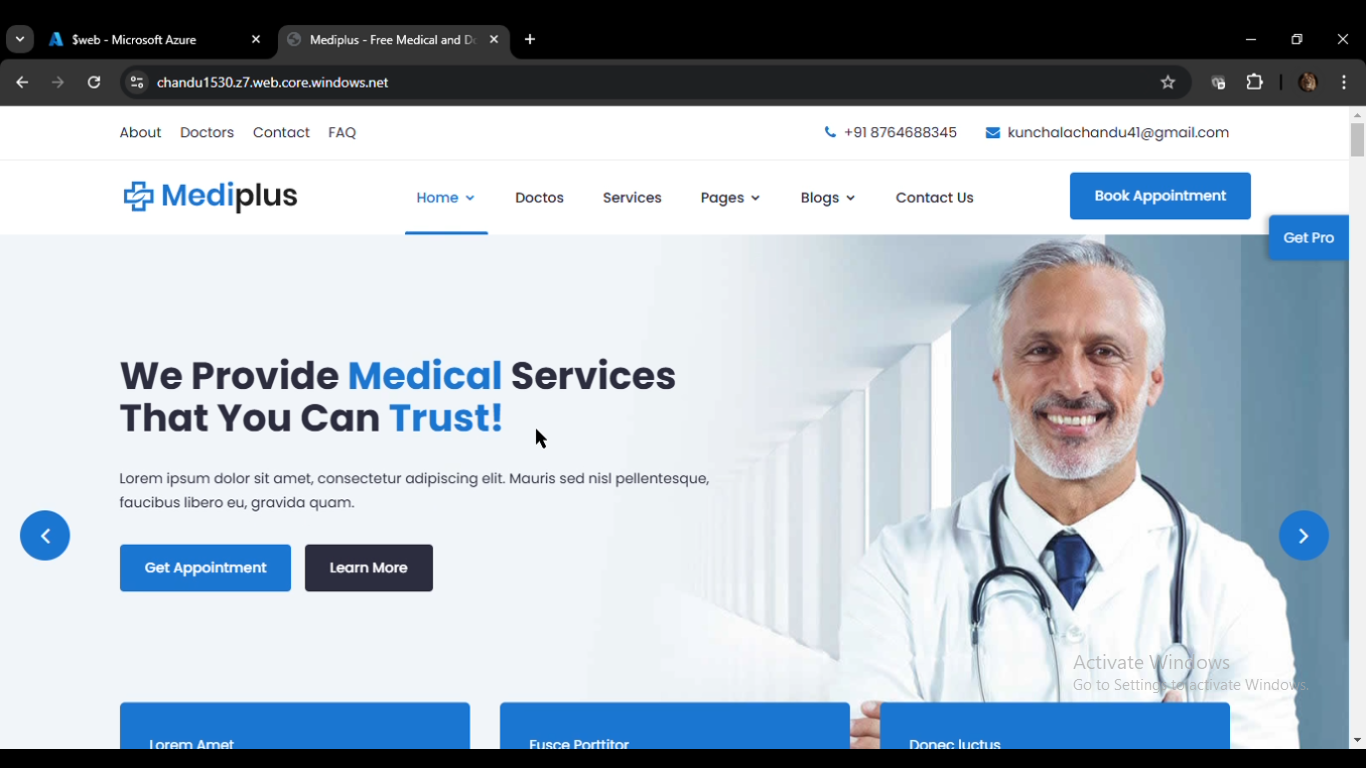 $web - Microsoft Azure
Mediplus - Free Medical and D
chandu1530.z7.web.core.windows.net
About Doctors Contact FAQ
+91 8764688345 kunchalachandu41@gmail.com
Mediplus
Home Doctos Services Pages Blogs Contact Us
Book Appointment
Get Pro
We Provide Medical Services
That You Can Trust!
Lorem ipsum dolor sit amet, consectetur adipiscing elit. Mauris sed nisl pellentesque,
faucibus libero eu, gravida quam.
Get Appointment Learn More
Activate Windows
Go to Settings to activate Windows.
Lorem Amet Fusce Porttitor Donec luctus